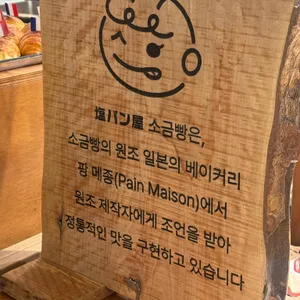 塩パン屋 소금빵은,
소금빵의 원조 일본의 베이커리
팡 메종(Pain Maison)에서
원조 제작자에게 조언을 받아
정통적인 맛을 구현하고 있습니다